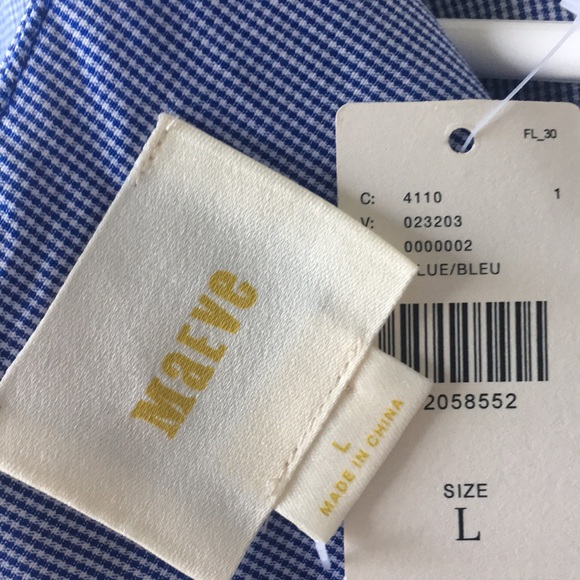 FL_30
C: 4110 1
V: 023203
0000002
LUE/BLEU
2058552
SIZE
L
Maeve
L
MADE IN CHINA